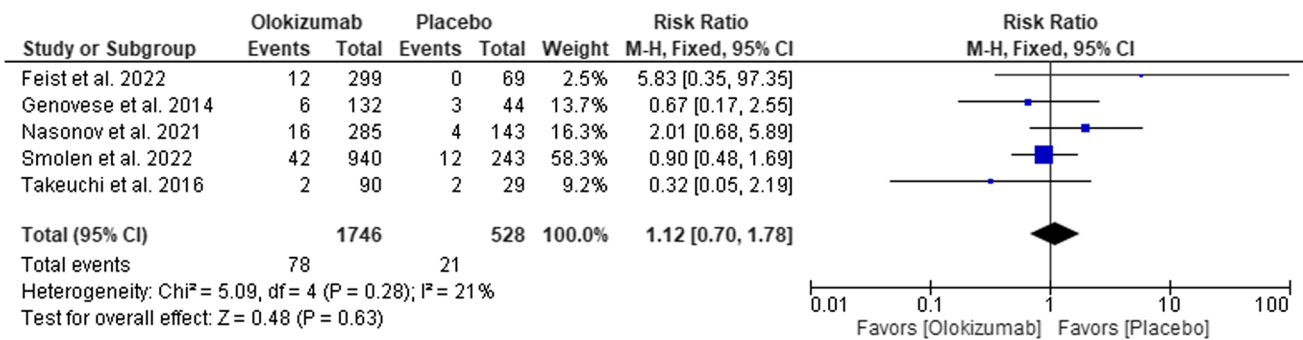 Olokizumab Placebo Risk Ratio Risk Ratio
Study or Subgroup Events Total Events Total Weight M-H, Fixed, 95% CI M-H, Fixed, 95% CI
Feist et al. 2022 12 299 0 69 2.5% 5.83 [0.35, 97.35]
Genovese et al. 2014 6 132 3 44 13.7% 0.67 [0.17, 2.55]
Nasonov et al. 2021 16 285 4 143 16.3% 2.01 [0.68, 5.89]
Smolen et al. 2022 42 940 12 243 58.3% 0.90 [0.48, 1.69]
Takeuchi et al. 2016 2 90 2 29 9.2% 0.32 [0.05, 2.19]
Total (95% CI) 1746 528 100.0% 1.12 [0.70, 1.78]
Total events 78 21
Heterogeneity: Chi² = 5.09, df = 4 (P = 0.28); I² = 21%
Test for overall effect: Z = 0.48 (P = 0.63)
0.01 0.1 1 10 100
Favors [Olokizumab] Favors [Placebo]